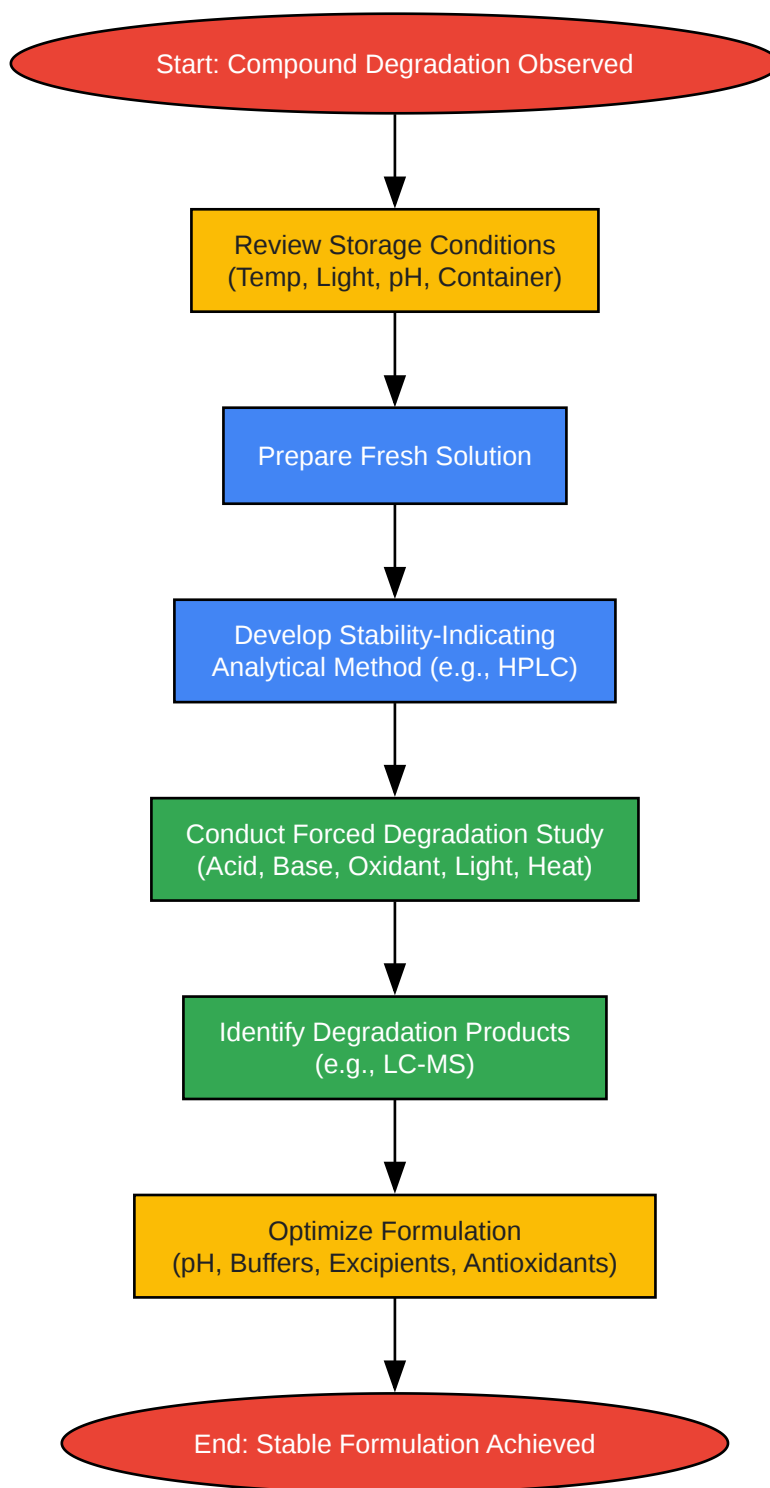 Start: Compound Degradation Observed
Review Storage Conditions
(Temp, Light, pH, Container)
Prepare Fresh Solution
Develop Stability-Indicating
Analytical Method (e.g., HPLC)
Conduct Forced Degradation Study
(Acid, Base, Oxidant, Light, Heat)
Identify Degradation Products
(e.g., LC-MS)
Optimize Formulation
(pH, Buffers, Excipients, Antioxidants)
End: Stable Formulation Achieved